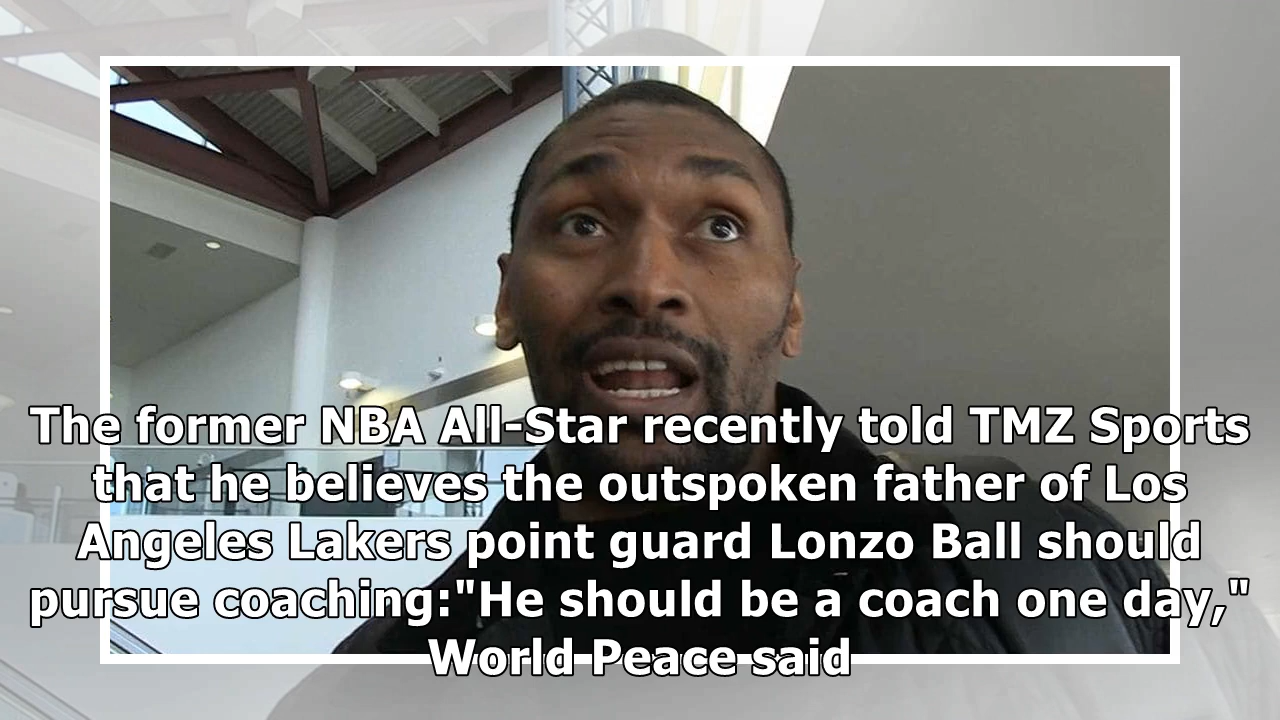 The former NBA All-Star recently told TMZ Sports
that he believes the outspoken father of Los
Angeles Lakers point guard Lonzo Ball should
pursue coaching:"He should be a coach one day,"
World Peace said